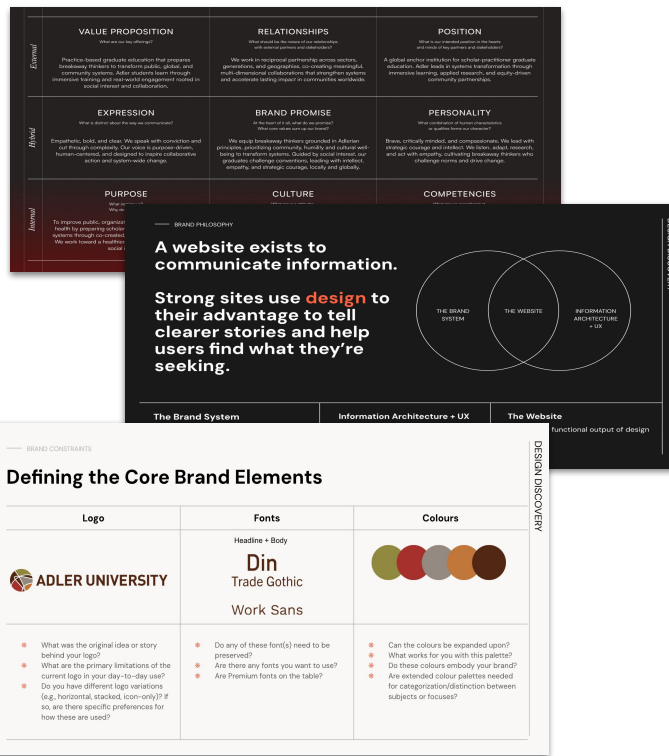 External
VALUE PROPOSITION
What are our key offerings?
Practice-based graduate education that prepares
breakaway thinkers to transform public, global, and
community systems. Adler students learn through
immersive training and real-world engagement rooted in
social interest and collaboration.
RELATIONSHIPS
What should be the nature of our relationships
with external partners and stakeholders?
We work in reciprocal partnership across sectors,
generations, and geographies, co-creating meaningful,
multi-dimensional collaborations that strengthen systems
and accelerate lasting impact in communities worldwide.
POSITION
What is our intended position in the hearts
and minds of key partners and stakeholders?
A global anchor institution for scholar-practitioner graduate
education. Adler leads in systems transformation through
immersive learning, applied research, and equity-driven
community partnerships.
Hybrid
EXPRESSION
What is distinct about the way we communicate?
Empathetic, bold, and clear. We speak with conviction and
cut through complexity. Our voice is purpose-driven,
human-centered, and designed to inspire collaborative
action and system-wide change.
BRAND PROMISE
At the heart of it all, what do we promise?
What core values sum up our brand?
We equip breakaway thinkers grounded in Adlerian
principles, prioritizing community, humility and cultural well-
being to transform systems. Guided by social interest, our
graduates challenge conventions, leading with intellect,
empathy, and strategic courage, locally and globally.
PERSONALITY
What combination of human characteristics
or qualities forms our character?
Brave, critically minded, and compassionate. We lead with
strategic courage and intellect. We listen, adapt, research,
and act with empathy, cultivating breakaway thinkers who
challenge norms and drive change.
Internal
PURPOSE
Why do
To improve public, organizat
health by preparing scholar
systems through co-created
We work toward a healthier
social
CULTURE
COMPETENCIES
BRAND PHILOSOPHY
A website exists to
communicate information.
Strong sites use design to
their advantage to tell
clearer stories and help
users find what they're
seeking.
THE BRAND
SYSTEM
THE WEBSITE
INFORMATION
ARCHITECTURE
+ UX
The Brand System
Information Architecture + UX
The Website
functional output of design
BRAND CONSTRAINTS
DESIGN DISCOVERY
Defining the Core Brand Elements
Logo
Fonts
Colours
ADLER UNIVERSITY
Headline + Body
Din
Trade Gothic
Work Sans
What was the original idea or story
behind your logo?
What are the primary limitations of the
current logo in your day-to-day use?
Do you have different logo variations
(e.g., horizontal, stacked, icon-only)? If
so, are there specific preferences for
how these are used?
Do any of these font(s) need to be
preserved?
Are there any fonts you want to use?
Are Premium fonts on the table?
Can the colours be expanded upon?
What works for you with this palette?
Do these colours embody your brand?
Are extended colour palettes needed
for categorization/distinction between
subjects or focuses?